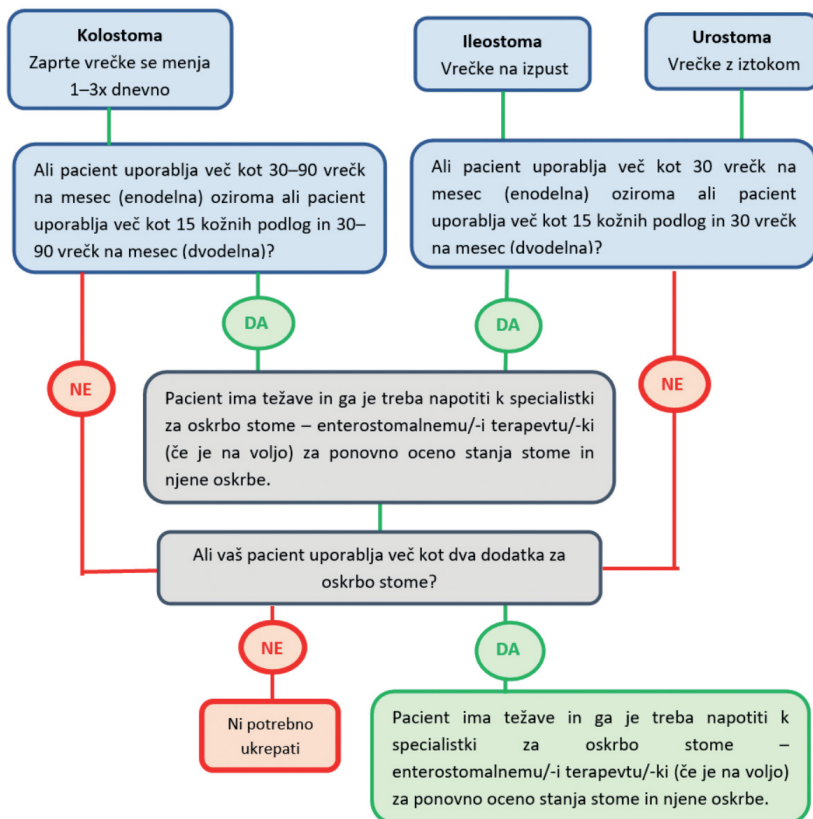 Kolostoma
Zaprte vrečke se menja
1–3x dnevno
Ileostoma
Vrečke na izpust
Urostoma
Vrečke z iztokom
Ali pacient uporablja več kot 30–90 vrečk
na mesec (enodelna) oziroma ali pacient
uporablja več kot 15 kožnih podlog in 30–
90 vrečk na mesec (dvodelna)?
Ali pacient uporablja več kot 30 vrečk na
mesec (enodelna) oziroma ali pacient
uporablja več kot 15 kožnih podlog in 30 vrečk
na mesec (dvodelna)?
DA
DA
NE
NE
Pacient ima težave in ga je treba napotiti k specialistki
za oskrbo stome – enterostomalnemu/-i terapevtu/-ki
(če je na voljo) za ponovno oceno stanja stome in
njene oskrbe.
Ali vaš pacient uporablja več kot dva dodatka za
oskrbo stome?
NE
DA
Ni potrebno
ukrepati
Pacient ima težave in ga je treba napotiti k
specialistki za oskrbo stome –
enterostomalnemu/-i terapevtu/-ki (če je na voljo)
za ponovno oceno stanja stome in njene oskrbe.